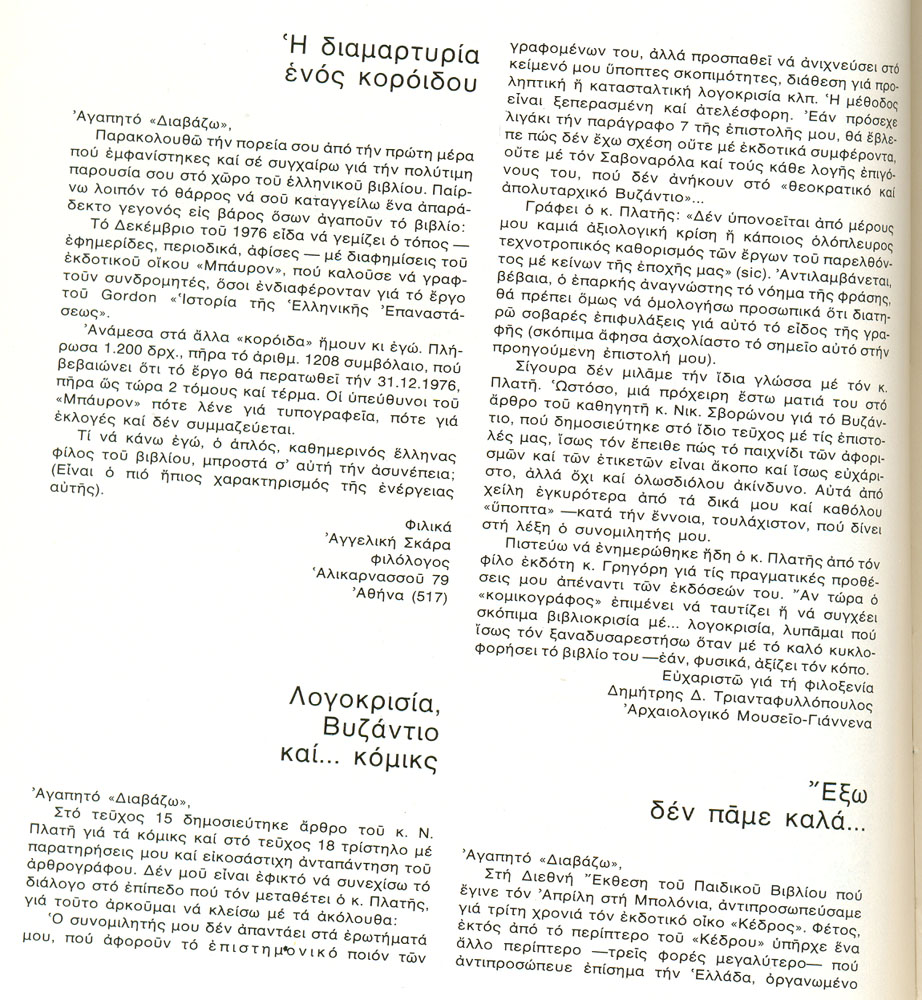 Ἡ διαμαρτυρία
ἑνός κορόιδου
Ἀγαπητό «Διαβάζω»,
Παρακολουθῶ τήν πορεία σου ἀπό τήν πρώτη μέρα
πού ἐμφανίστηκες καί σέ συγχαίρω γιά τήν πολύτιμη
παρουσία σου στό χῶρο τοῦ ἑλληνικοῦ βιβλίου. Παίρ-
νω λοιπόν τό θάρρος νά σοῦ καταγγείλω ἕνα ἀπαρά-
δεκτο γεγονός εἰς βάρος ὅσων ἀγαποῦν τό βιβλίο:
Τό Δεκέμβριο τοῦ 1976 εἶδα νά γεμίζει ὁ τόπος —
ἐφημερίδες, περιοδικά, ἀφίσες — μέ διαφημίσεις τοῦ
ἐκδοτικοῦ οἴκου «Μπάυρον», πού καλοῦσε νά γραφ-
τοῦν συνδρομητές, ὅσοι ἐνδιαφέρονταν γιά τό ἔργο
τοῦ Gordon «Ἱστορία τῆς Ἑλληνικῆς Ἐπαναστά-
σεως».
Ἀνάμεσα στά ἄλλα «κορόιδα» ἤμουν κι ἐγώ. Πλή-
ρωσα 1.200 δρχ., πῆρα τό ἀριθμ. 1208 συμβόλαιο, πού
βεβαιώνει ὅτι τό ἔργο θά περατωθεῖ τήν 31.12.1976,
πῆρα ὥς τώρα 2 τόμους καί τέρμα. Οἱ ὑπεύθυνοι τοῦ
«Μπάυρον» πότε λένε γιά τυπογραφεῖα, πότε γιά
ἐκλογές καί δέν συμμαζεύεται.
Τί νά κάνω ἐγώ, ὁ ἁπλός, καθημερινός ἕλληνας
φίλος τοῦ βιβλίου, μπροστά σ' αὐτή τήν ἀσυνέπεια;
(Εἶναι ὁ πιό ἤπιος χαρακτηρισμός τῆς ἐνέργειας
αὐτῆς).
Φιλικά
Ἀγγελική Σκάρα
φιλόλογος
Ἁλικαρνασσοῦ 79
Ἀθήνα (517)
Λογοκρισία,
Βυζάντιο
καί... κόμικς
Ἀγαπητό «Διαβάζω»,
Στό τεῦχος 15 δημοσιεύτηκε ἄρθρο τοῦ κ. Ν.
Πλατῆ γιά τά κόμικς καί στό τεῦχος 18 τρίστηλο μέ
παρατηρήσεις μου καί εἰκοσάστιχη ἀνταπάντηση τοῦ
ἀρθρογράφου. Δέν μοῦ εἶναι ἐφικτό νά συνεχίσω τό
διάλογο στό ἐπίπεδο πού τόν μεταθέτει ὁ κ. Πλατῆς,
γιά τοῦτο ἀρκοῦμαι νά κλείσω μέ τά ἀκόλουθα:
Ὁ συνομιλητής μου δέν ἀπαντάει στά ἐρωτήματά
μου, πού ἀφοροῦν τό ἐπιστημονικό ποιόν τῶν
γραφομένων του, ἀλλά προσπαθεῖ νά ἀνιχνεύσει στό
κείμενό μου ὕποπτες σκοπιμότητες, διάθεση γιά προ-
ληπτική ἤ κατασταλτική λογοκρισία κλπ. Ἡ μέθοδος
εἶναι ξεπερασμένη καί ἀτελέσφορη. Ἐάν πρόσεχε
λιγάκι τήν παράγραφο 7 τῆς ἐπιστολῆς μου, θά ἔβλε-
πε πώς δέν ἔχω σχέση οὔτε μέ ἐκδοτικά συμφέροντα,
οὔτε μέ τόν Σαβοναρόλα καί τούς κάθε λογῆς ἐπιγό-
νους του, πού δέν ἀνήκουν στό «θεοκρατικό καί
ἀπολυταρχικό Βυζάντιο»...
Γράφει ὁ κ. Πλατῆς: «Δέν ὑπονοεῖται ἀπό μέρους
μου καμιά ἀξιολογική κρίση ἤ κάποιος ὁλόπλευρος
τεχνοτροπικός καθορισμός τῶν ἔργων τοῦ παρελθόν-
τος μέ κείνων τῆς ἐποχῆς μας» (sic). Ἀντιλαμβάνεται,
βέβαια, ὁ ἐπαρκής ἀναγνώστης τό νόημα τῆς φράσης,
θά πρέπει ὅμως νά ὁμολογήσω προσωπικά ὅτι διατη-
ρῶ σοβαρές ἐπιφυλάξεις γιά αὐτό τό εἶδος τῆς γρα-
φῆς (σκόπιμα ἄφησα ἀσχολίαστο τό σημεῖο αὐτό στήν
προηγούμενη ἐπιστολή μου).
Σίγουρα δέν μιλᾶμε τήν ἴδια γλώσσα μέ τόν κ.
Πλατῆ. Ὡστόσο, μιά πρόχειρη ἔστω ματιά του στό
ἄρθρο τοῦ καθηγητῆ κ. Νικ. Σβορώνου γιά τό Βυζάν-
τιο, πού δημοσιεύτηκε στό ἴδιο τεῦχος μέ τίς ἐπιστο-
λές μας, ἴσως τόν ἔπειθε πώς τό παιχνίδι τῶν ἀφορι-
σμῶν καί τῶν ἐτικετῶν εἶναι ἄκοπο καί ἴσως εὐχάρι-
στο, ἀλλά ὄχι καί ὁλωσδιόλου ἀκίνδυνο. Αὐτά ἀπό
χείλη ἐγκυρότερα ἀπό τά δικά μου καί καθόλου
«ὕποπτα» —κατά τήν ἔννοια, τουλάχιστον, πού δίνει
στή λέξη ὁ συνομιλητής μου.
Πιστεύω νά ἐνημερώθηκε ἤδη ὁ κ. Πλατῆς ἀπό τόν
φίλο ἐκδότη κ. Γρηγόρη γιά τίς πραγματικές προθέ-
σεις μου ἀπέναντι τῶν ἐκδόσεών του. Ἄν τώρα ὁ
«κομικογράφος» ἐπιμένει νά ταυτίζει ἤ νά συγχέει
σκόπιμα βιβλιοκρισία μέ... λογοκρισία, λυπᾶμαι πού
ἴσως τόν ξαναδυσαρεστήσω ὅταν μέ τό καλό κυκλο-
φορήσει τό βιβλίο του —ἐάν, φυσικά, ἀξίζει τόν κόπο.
Εὐχαριστῶ γιά τή φιλοξενία
Δημήτρης Δ. Τριανταφυλλόπουλος
Ἀρχαιολογικό Μουσεῖο-Γιάννενα
Ἔξω
δέν πᾶμε καλά...
Ἀγαπητό «Διαβάζω»,
Στή Διεθνή Ἔκθεση τοῦ Παιδικοῦ Βιβλίου πού
ἔγινε τόν Ἀπρίλη στή Μπολόνια, ἀντιπροσωπεύσαμε
γιά τρίτη χρονιά τόν ἐκδοτικό οἶκο «Κέδρος». Φέτος,
ἐκτός ἀπό τό περίπτερο τοῦ «Κέδρου» ὑπῆρχε ἕνα
ἄλλο περίπτερο —τρεῖς φορές μεγαλύτερο— πού
ἀντιπροσώπευε ἐπίσημα τήν Ἑλλάδα, ὀργανωμένο